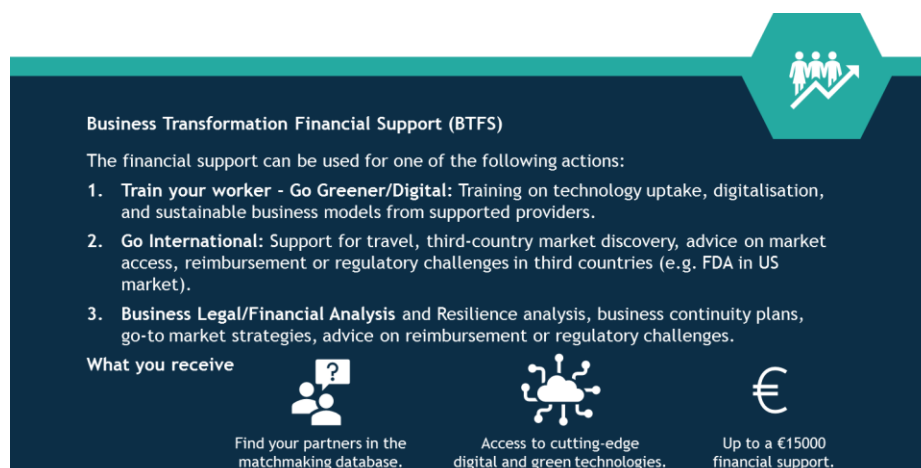 Business Transformation Financial Support (BTFS)
The financial support can be used for one of the following actions:
1. Train your worker - Go Greener/Digital: Training on technology uptake, digitalisation,
and sustainable business models from supported providers.
2. Go International: Support for travel, third-country market discovery, advice on market
access, reimbursement or regulatory challenges in third countries (e.g. FDA in US
market).
3. Business Legal/Financial Analysis and Resilience analysis, business continuity plans,
go-to market strategies, advice on reimbursement or regulatory challenges.
What you receive
?
€
Find your partners in the
matchmaking database.
Access to cutting-edge
digital and green technologies.
Up to a €15000
financial support.